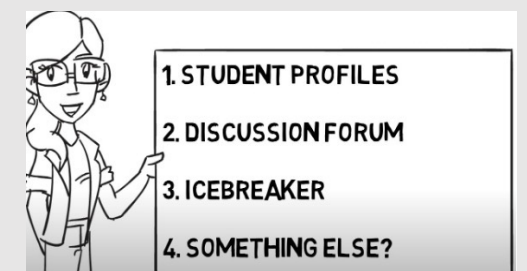 1. STUDENT PROFILES
2. DISCUSSION FORUM
3. ICEBREAKER
4. SOMETHING ELSE?